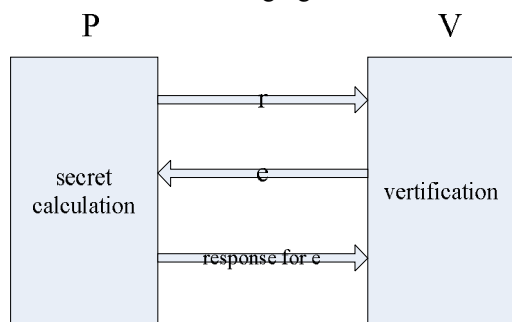 P
V
r
secret
calculation
e
vertification
response for e